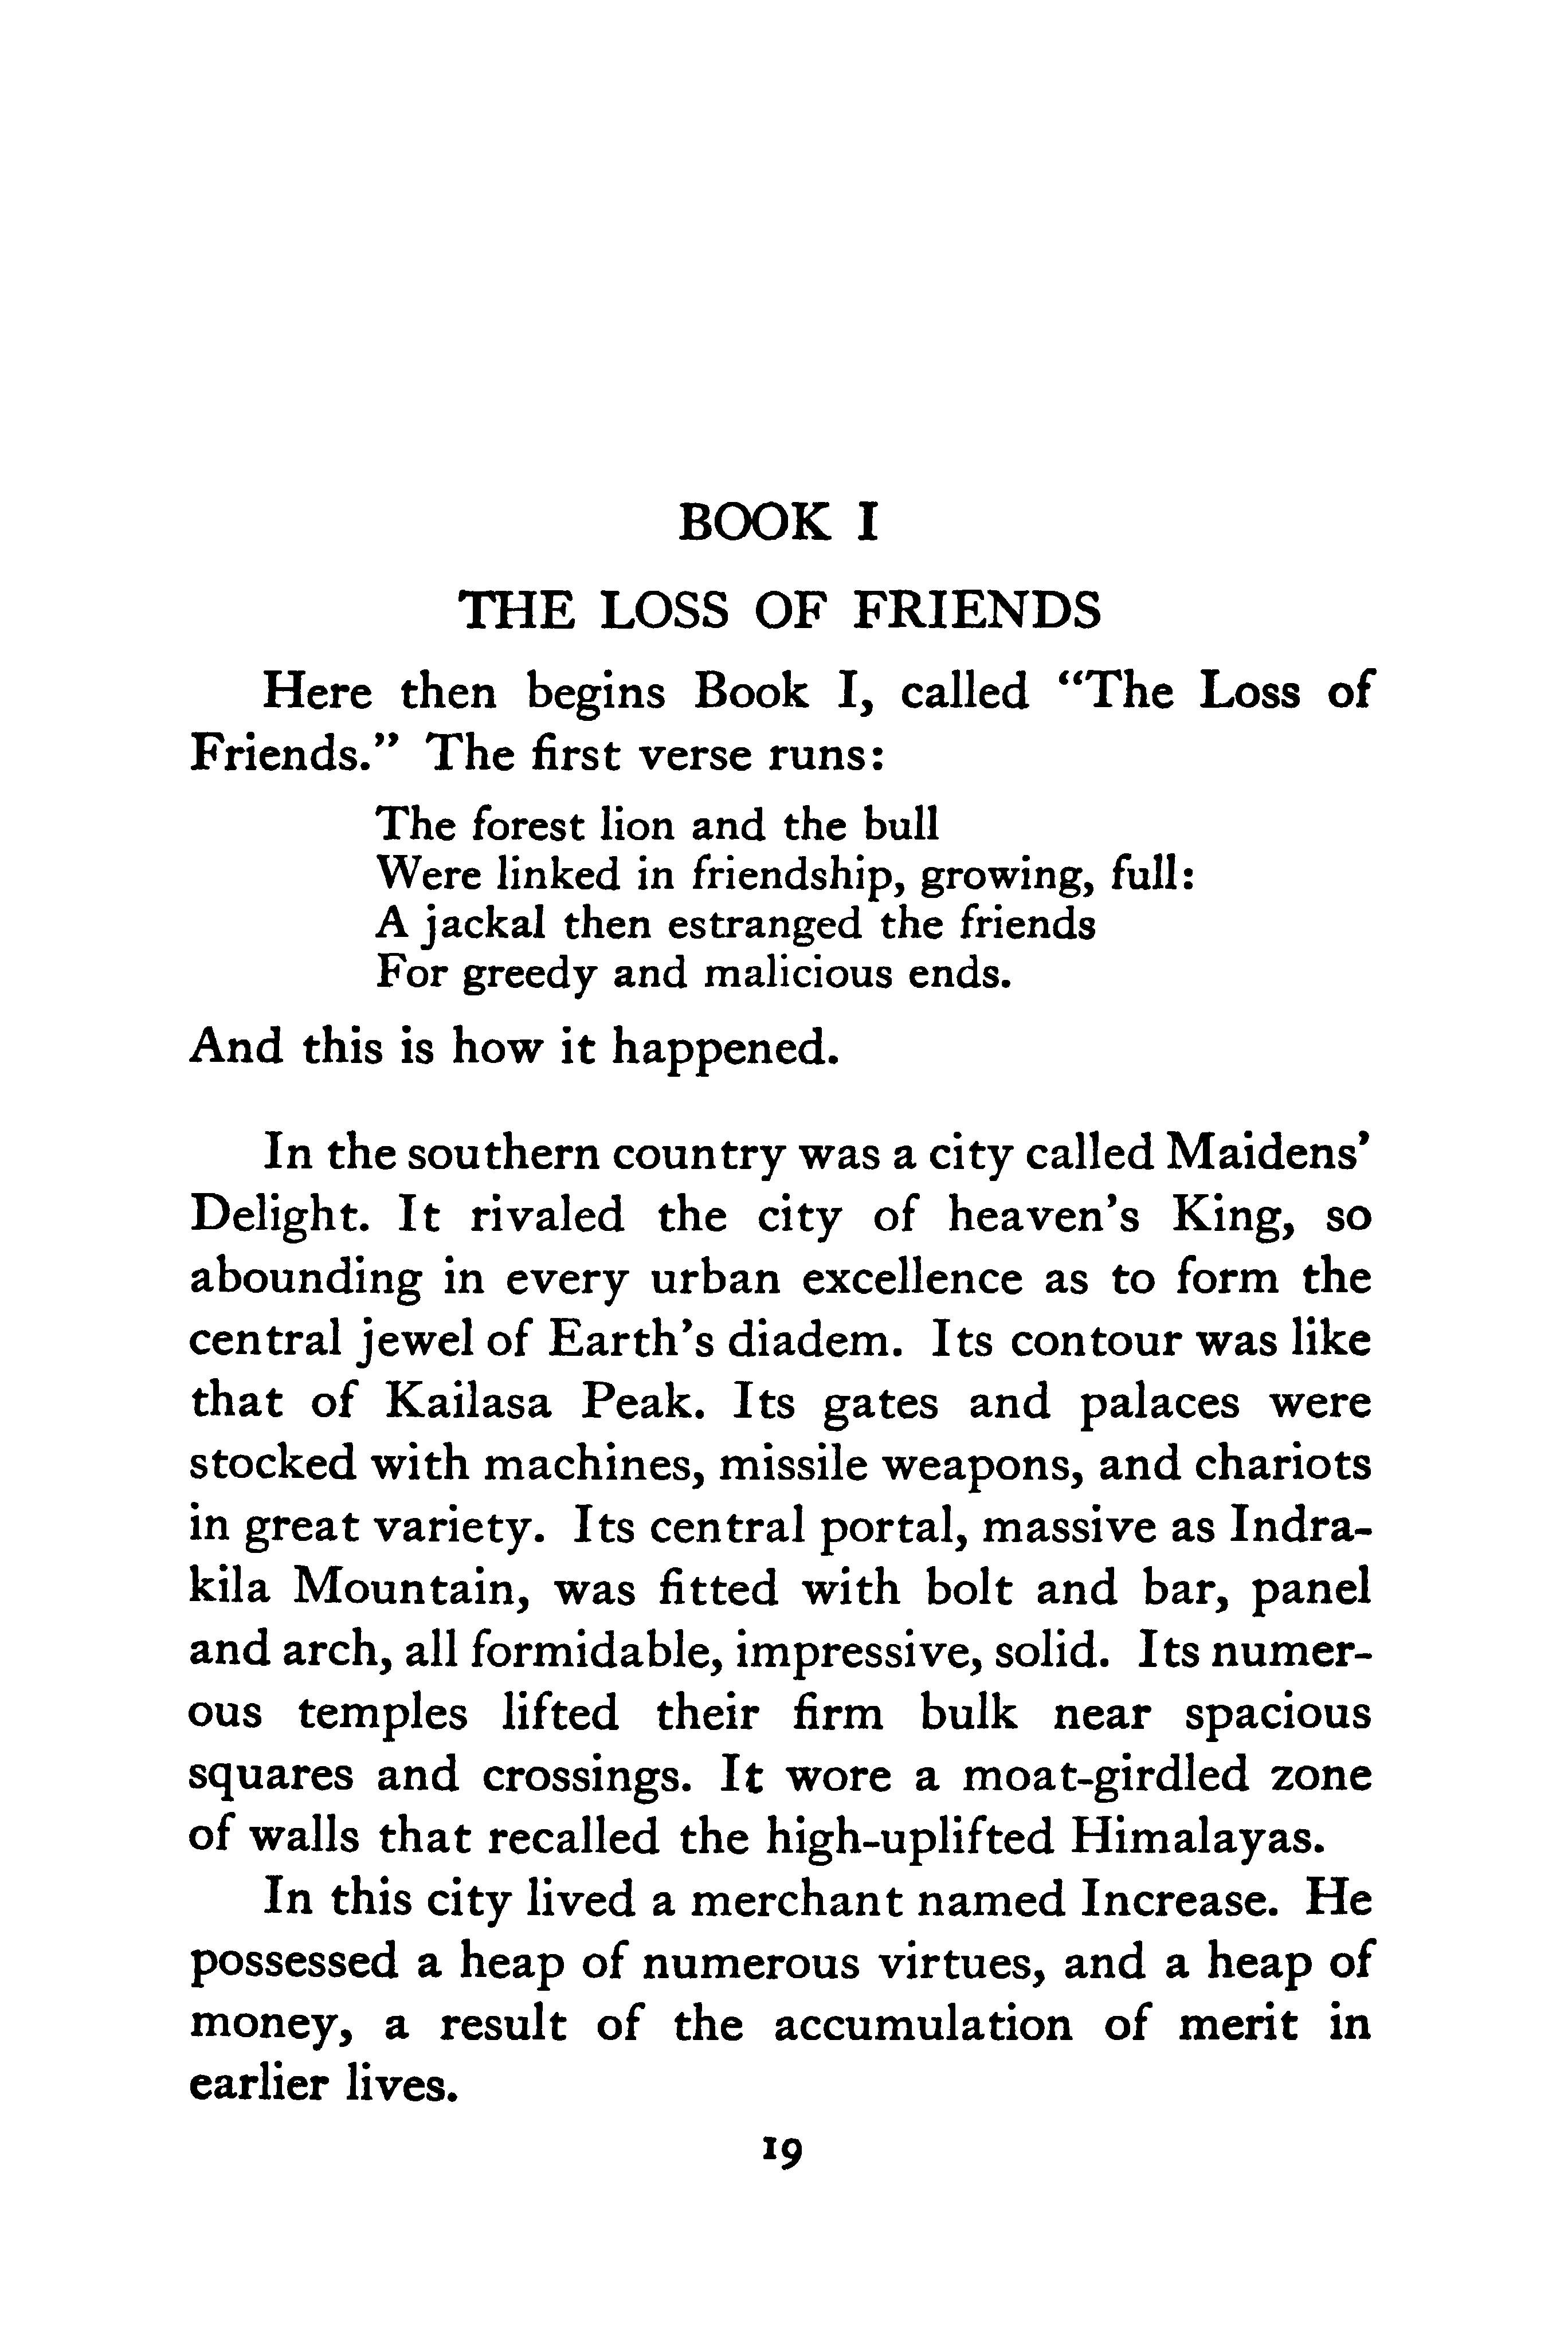 BOOK I
THE LOSS OF FRIENDS
Here then begins Book I, called “The Loss of
Friends.” The first verse runs:
The forest lion and the bull
Were linked in friendship, growing, full:
A jackal then estranged the friends
For greedy and malicious ends.
And this is how it happened.
In the southern country was a city called Maidens’
Delight. It rivaled the city of heaven’s King, so
abounding in every urban excellence as to form the
central jewel of Earth’s diadem. Its contour was like
that of Kailasa Peak. Its gates and palaces were
stocked with machines, missile weapons, and chariots
in great variety. Its central portal, massive as Indra-
kila Mountain, was fitted with bolt and bar, panel
and arch, all formidable, impressive, solid. Its numer-
ous temples lifted their firm bulk near spacious
squares and crossings. It wore a moat-girdled zone
of walls that recalled the high-uplifted Himalayas.
In this city lived a merchant named Increase. He
possessed a heap of numerous virtues, and a heap of
money, a result of the accumulation of merit in
earlier lives.
19